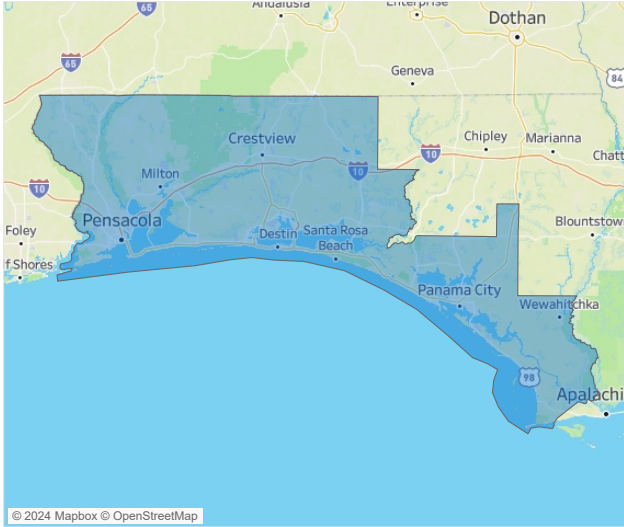 Andalusia
Enterprise
65
Dothan
65
Geneva
84
Crestview
Chipley
Marianna
10
10
Chatt
Milton
10
Pensacola
Blountstow
Foley
Destin
Santa Rosa
Beach
f Shores
Panama City
Wewahitchka
98
Apalachi
© 2024 Mapbox © OpenStreetMap